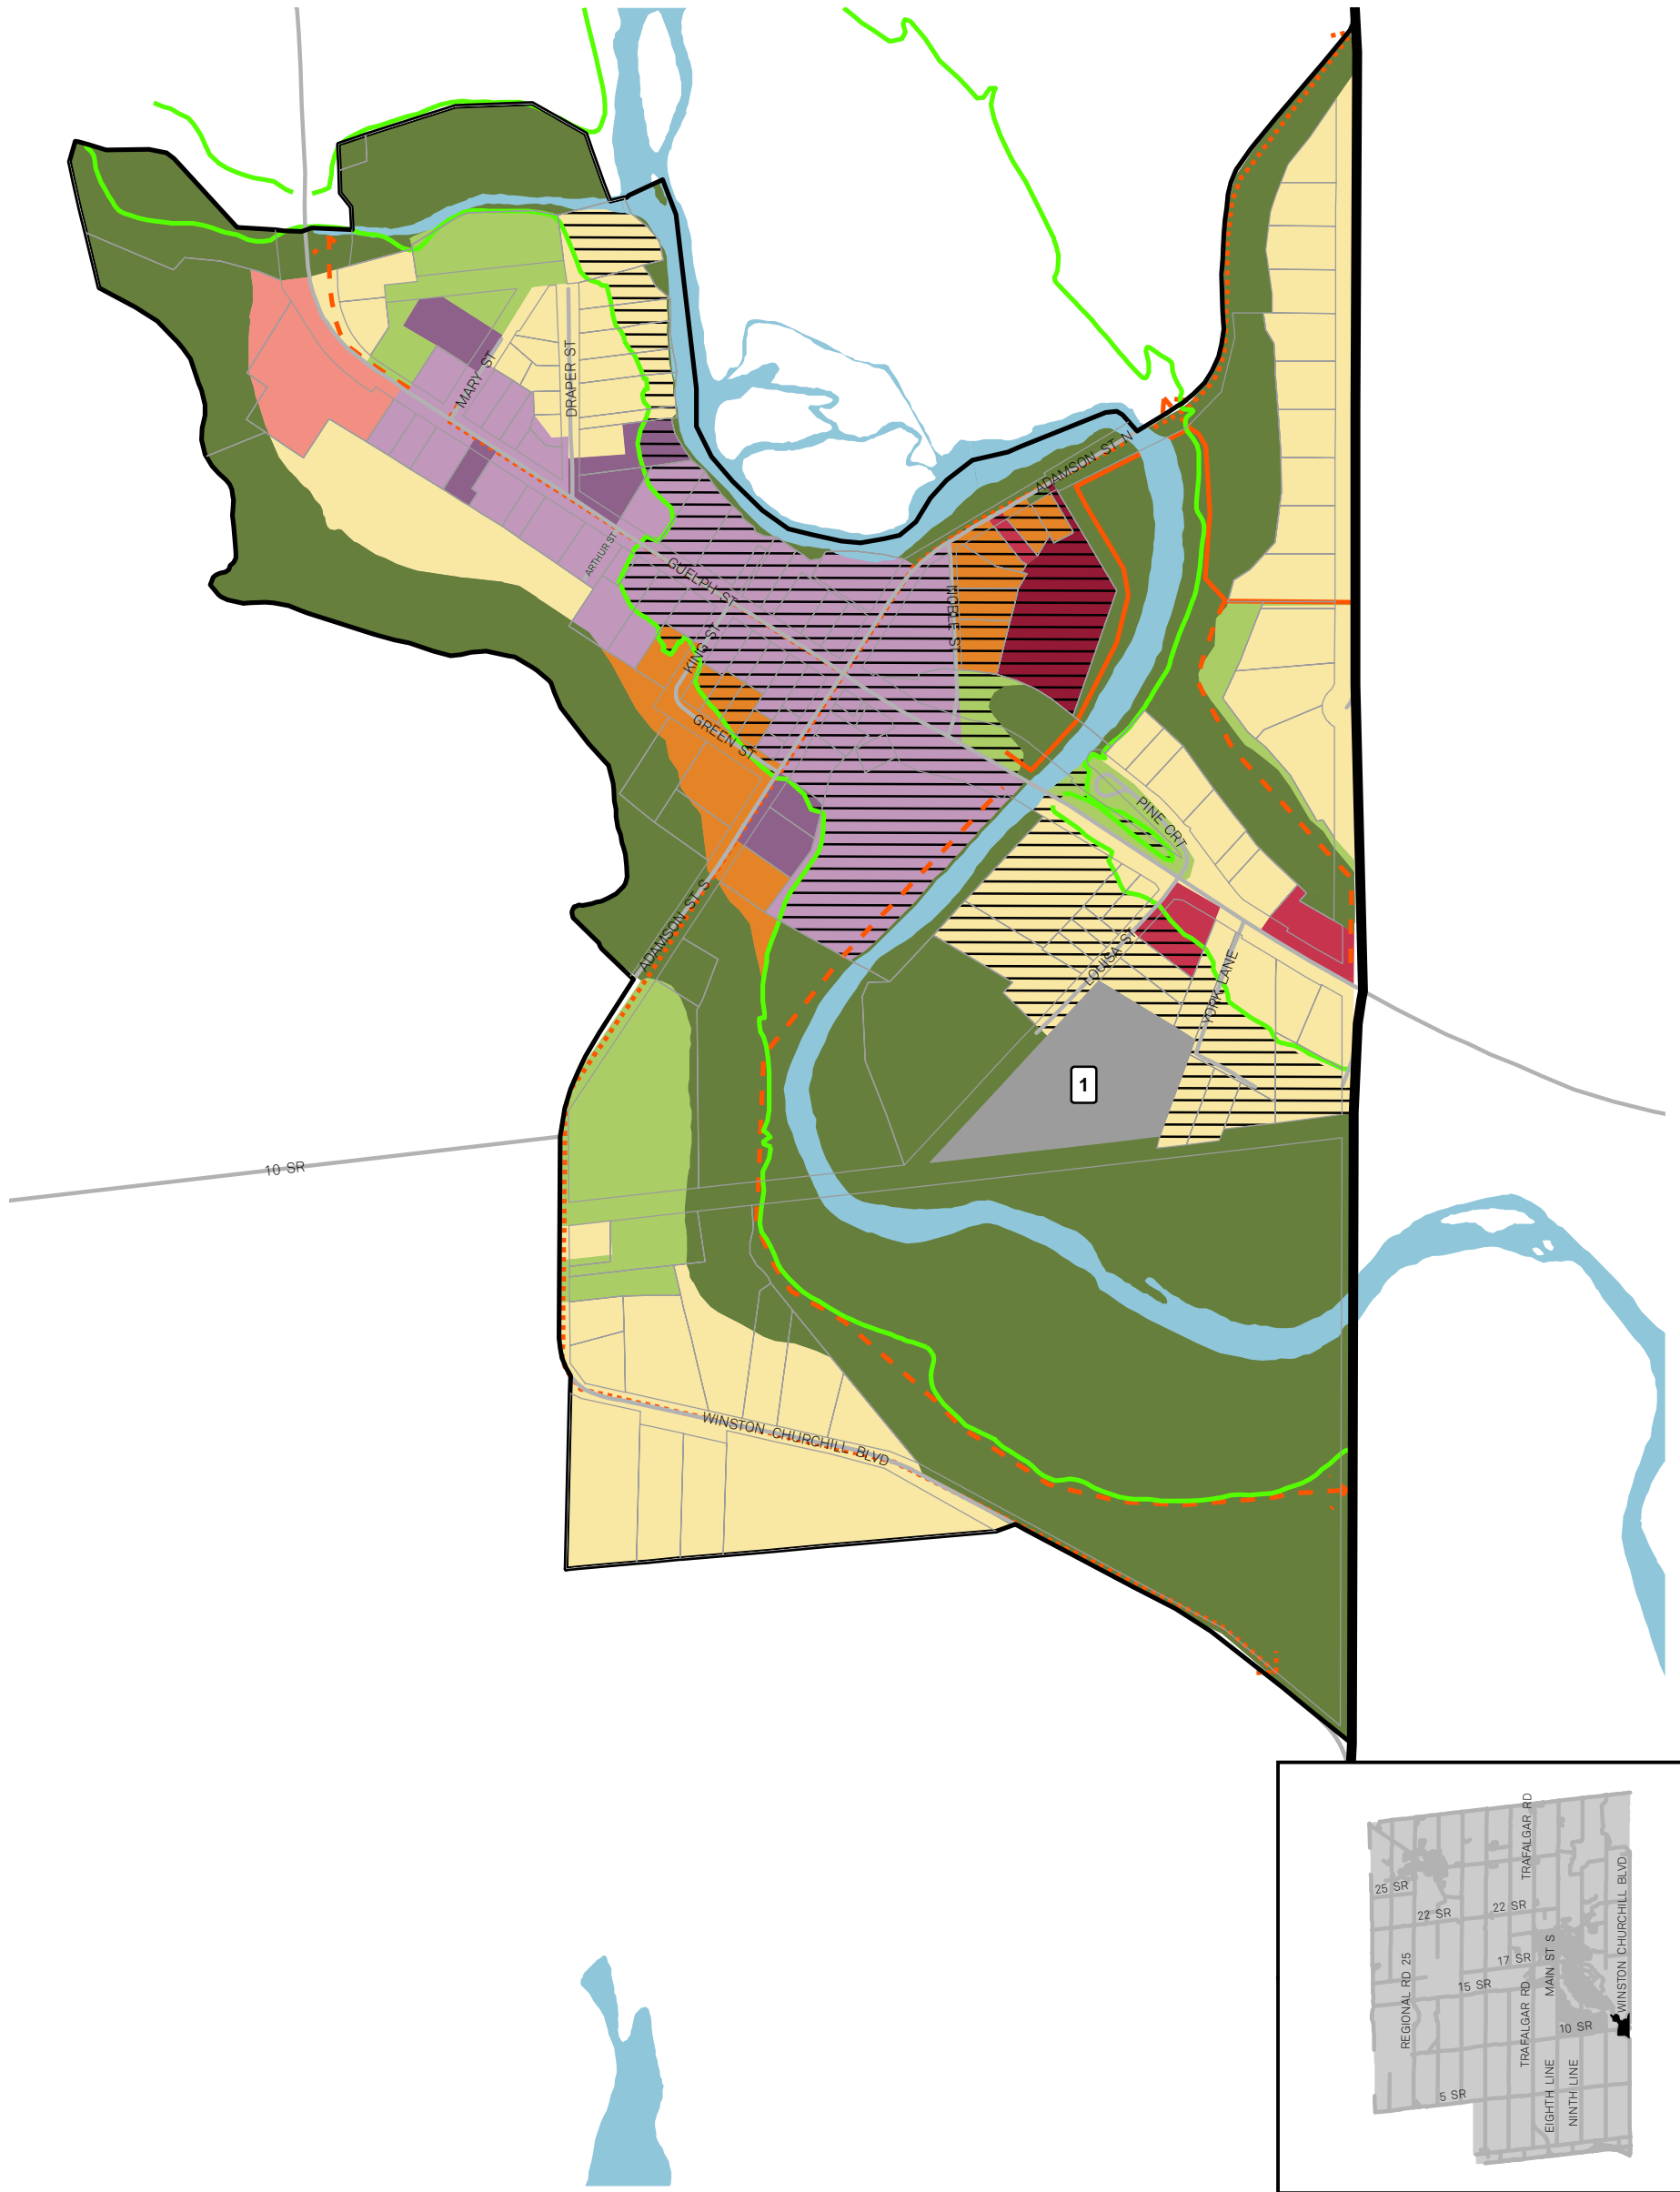 MARY ST
DRAPER ST
ADAMSON ST N
ARTHUR ST
GUELPH ST
NOBLE ST
KING ST
GREEN ST
PINE CRT
ADAMSON ST S
LOUISA ST
YORK LANE
1
10 SR
WINSTON CHURCHILL BLVD
TRAFALGAR RD
25 SR
22 SR
22 SR
WINSTON CHURCHILL BLVD
MAIN ST S
17 SR
15 SR
REGIONAL RD 25
TRAFALGAR RD
10 SR
5 SR
EIGHTH LINE
NINTH LINE